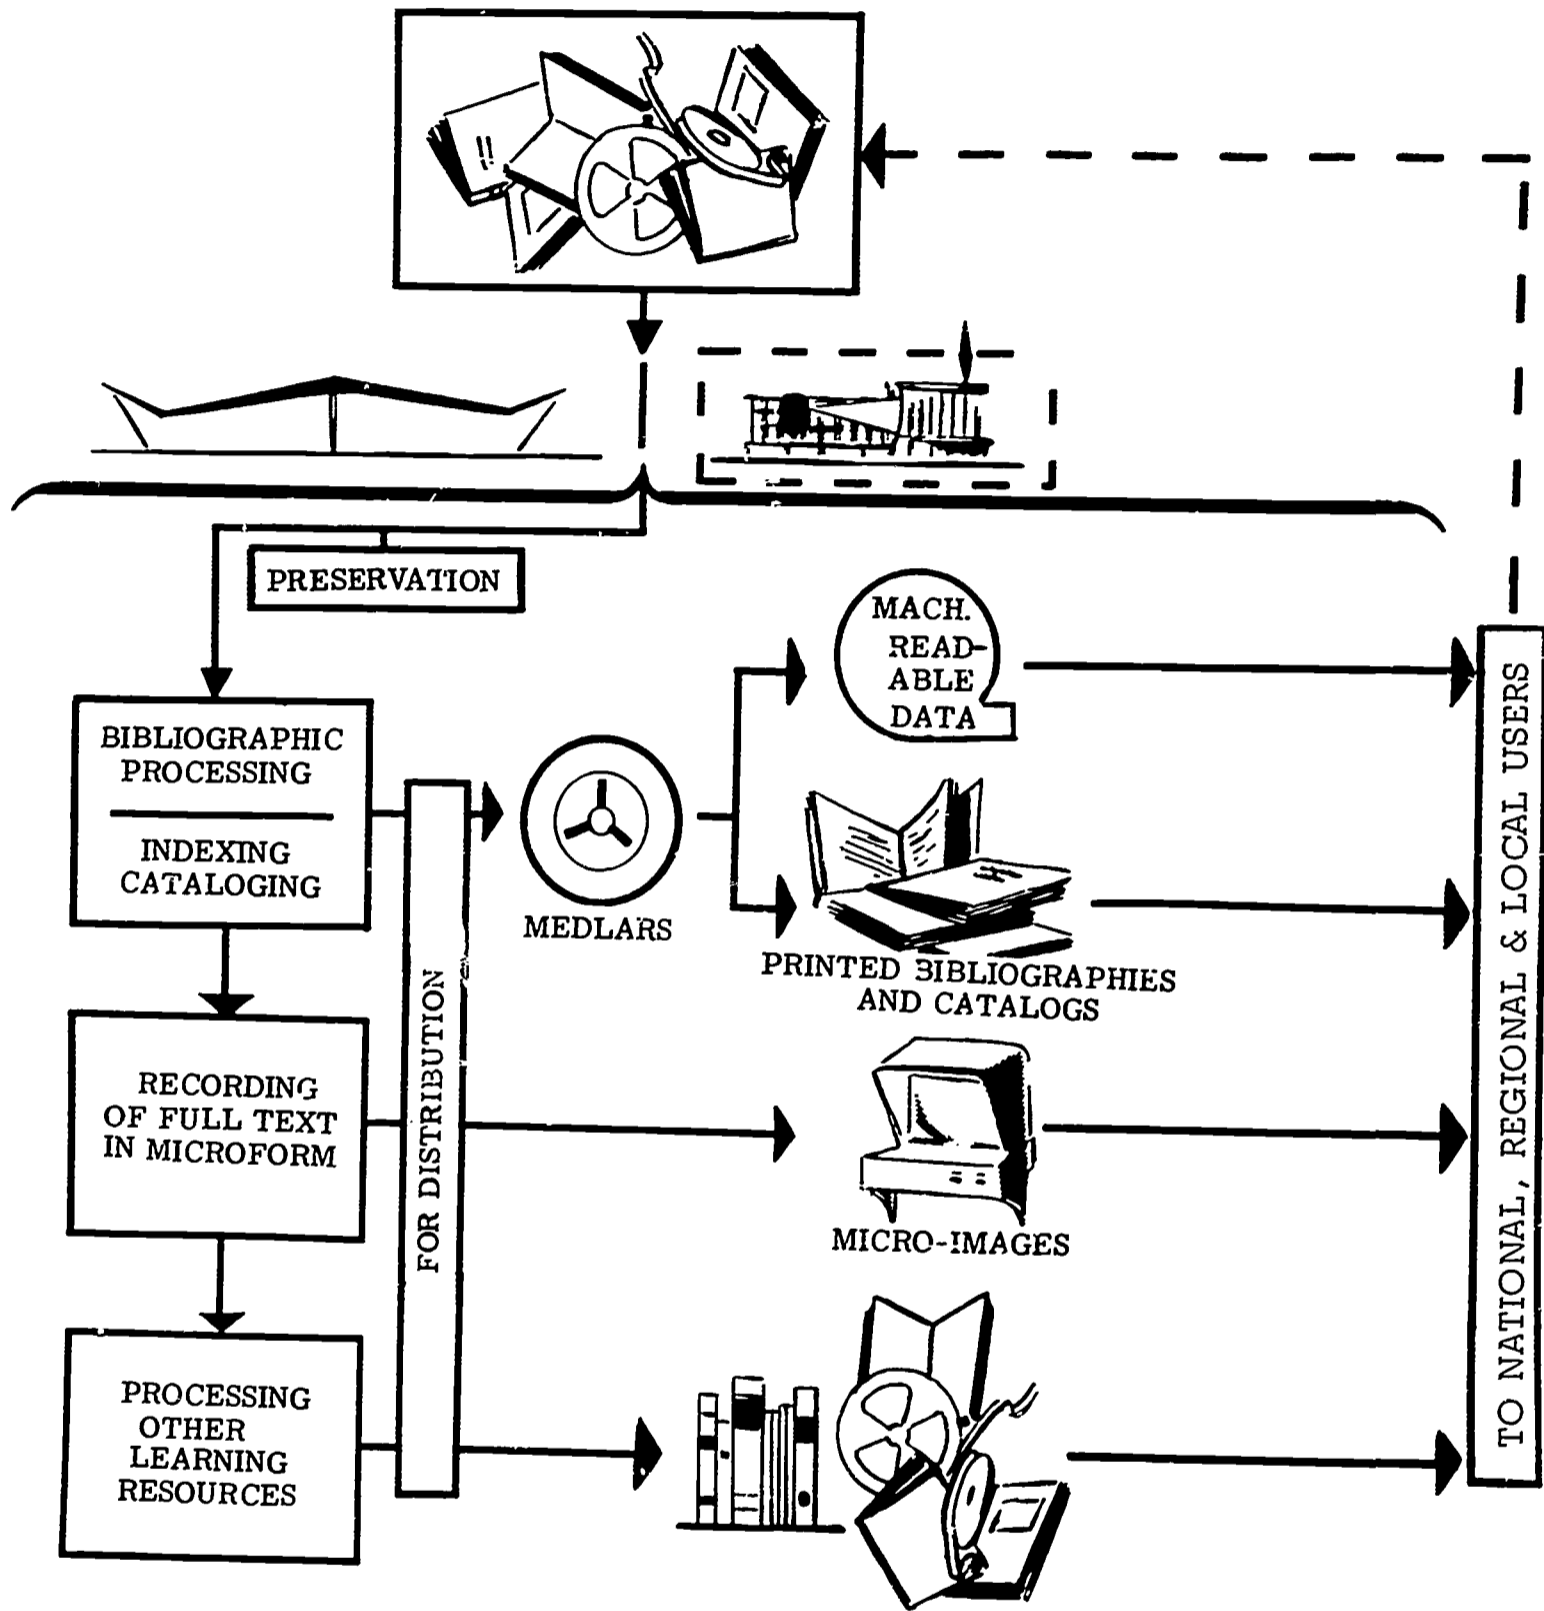 PRESERVATION
MACH.
READ-
ABLE
DATA
BIBLIOGRAPHIC
PROCESSING
INDEXING
CATALOGING
MEDLARS
PRINTED BIBLIOGRAPHIES
AND CATALOGS
RECORDING
OF FULL TEXT
IN MICROFORM
FOR DISTRIBUTION
MICRO-IMAGES
PROCESSING
OTHER
LEARNING
RESOURCES
TO NATIONAL, REGIONAL & LOCAL USERS